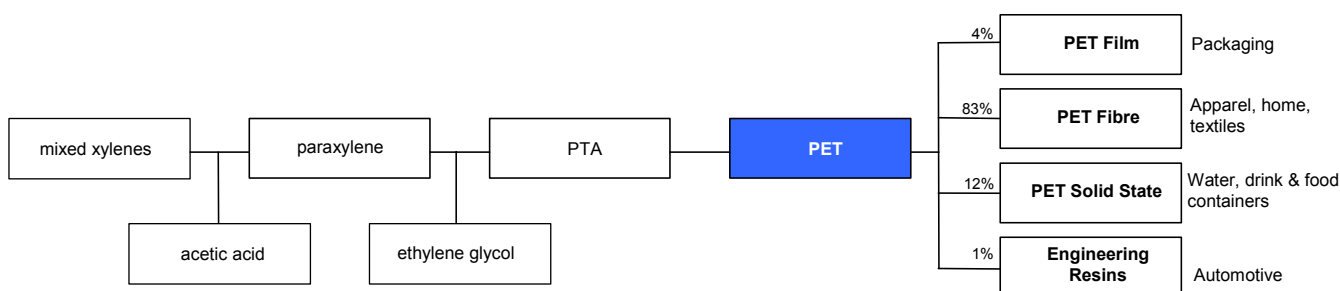 mixed xylenes
acetic acid
paraxylene
ethylene glycol
PTA
PET
4%
PET Film
Packaging
83%
PET Fibre
Apparel, home,
textiles
12%
PET Solid State
Water, drink & food
containers
1%
Engineering
Resins
Automotive